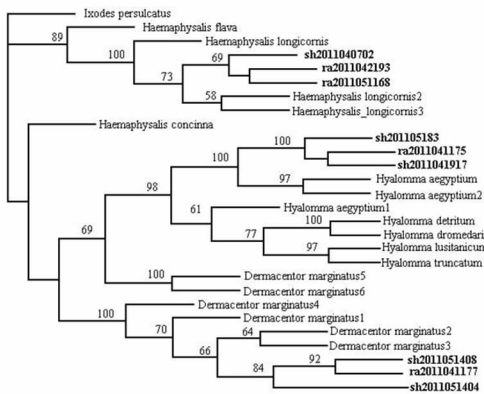 Ixodes persulcatus
Haemaphysalis flava
89
Haemaphysalis longicornis
100
sh2011040702
69
ra2011042193
73
ra2011051168
58
Haemaphysalis longicornis2
Haemaphysalis_longicornis3
Haemaphysalis concinna
sh201105183
100
ra2011041175
100
sh2011041917
97
Hyalomma aegyptium
98
Hyalomma aegyptium2
Hyalomma aegyptium1
61
Hyalomma detritum
100
77
Hyalomma dromedari
69
Hyalomma lusitanicum
97
Hyalomma truncatum
Dermacentor marginatus5
100
Dermacentor marginatus6
Dermacentor marginatus4
100
Dermacentor marginatus1
70
Dermacentor marginatus2
64
Dermacentor marginatus3
66
sh2011051408
92
84
ra2011041177
sh2011051404